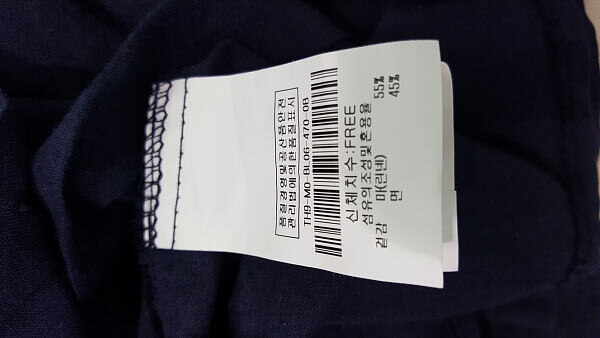 품질경영및공산품안전
관리법에의한품질표시
TH9-M0-BL06-470-0B
신체치수:FREE
섬유의조성및혼용율
겉감 마(린넨) 55%
면 45%